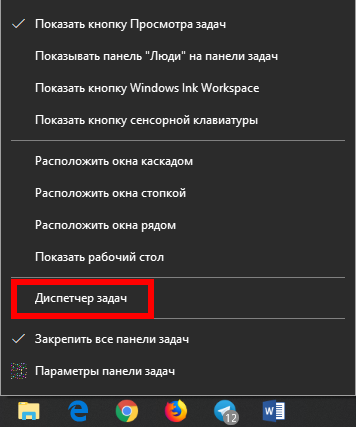 Показать кнопку Просмотра задач
Показывать панель "Люди" на панели задач
Показать кнопку Windows Ink Workspace
Показать кнопку сенсорной клавиатуры
Расположить окна каскадом
Расположить окна стопкой
Расположить окна рядом
Показать рабочий стол
Диспетчер задач
Закрепить все панели задач
Параметры панели задач
12
W